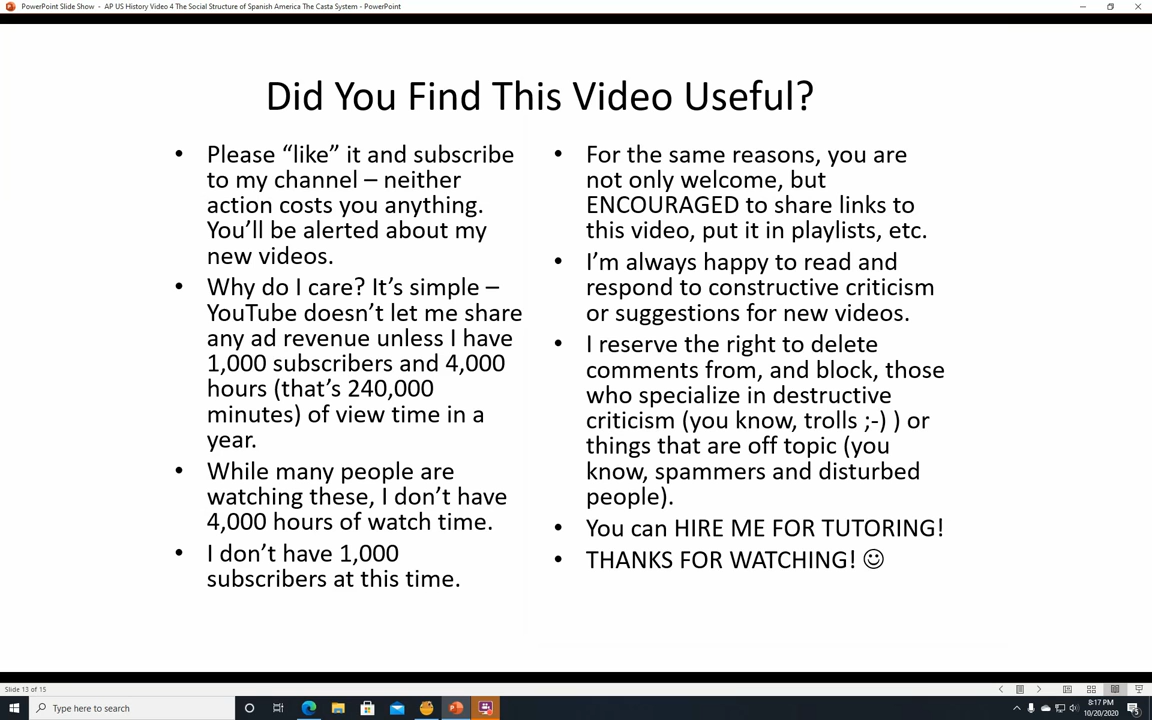 PowerPoint Slide Show - AP US History Video 4 The Social Structure of Spanish America The Casta System - PowerPoint
Did You Find This Video Useful?
• Please “like” it and subscribe
to my channel – neither
action costs you anything.
You’ll be alerted about my
new videos.
• Why do I care? It’s simple –
YouTube doesn’t let me share
any ad revenue unless I have
1,000 subscribers and 4,000
hours (that’s 240,000
minutes) of view time in a
year.
• While many people are
watching these, I don’t have
4,000 hours of watch time.
• I don’t have 1,000
subscribers at this time.
• For the same reasons, you are
not only welcome, but
ENCOURAGED to share links to
this video, put it in playlists, etc.
• I’m always happy to read and
respond to constructive criticism
or suggestions for new videos.
• I reserve the right to delete
comments from, and block, those
who specialize in destructive
criticism (you know, trolls ;-) ) or
things that are off topic (you
know, spammers and disturbed
people).
• You can HIRE ME FOR TUTORING!
• THANKS FOR WATCHING! ☺
Slide 13 of 15
Type here to search
8:17 PM
10/20/2020
5